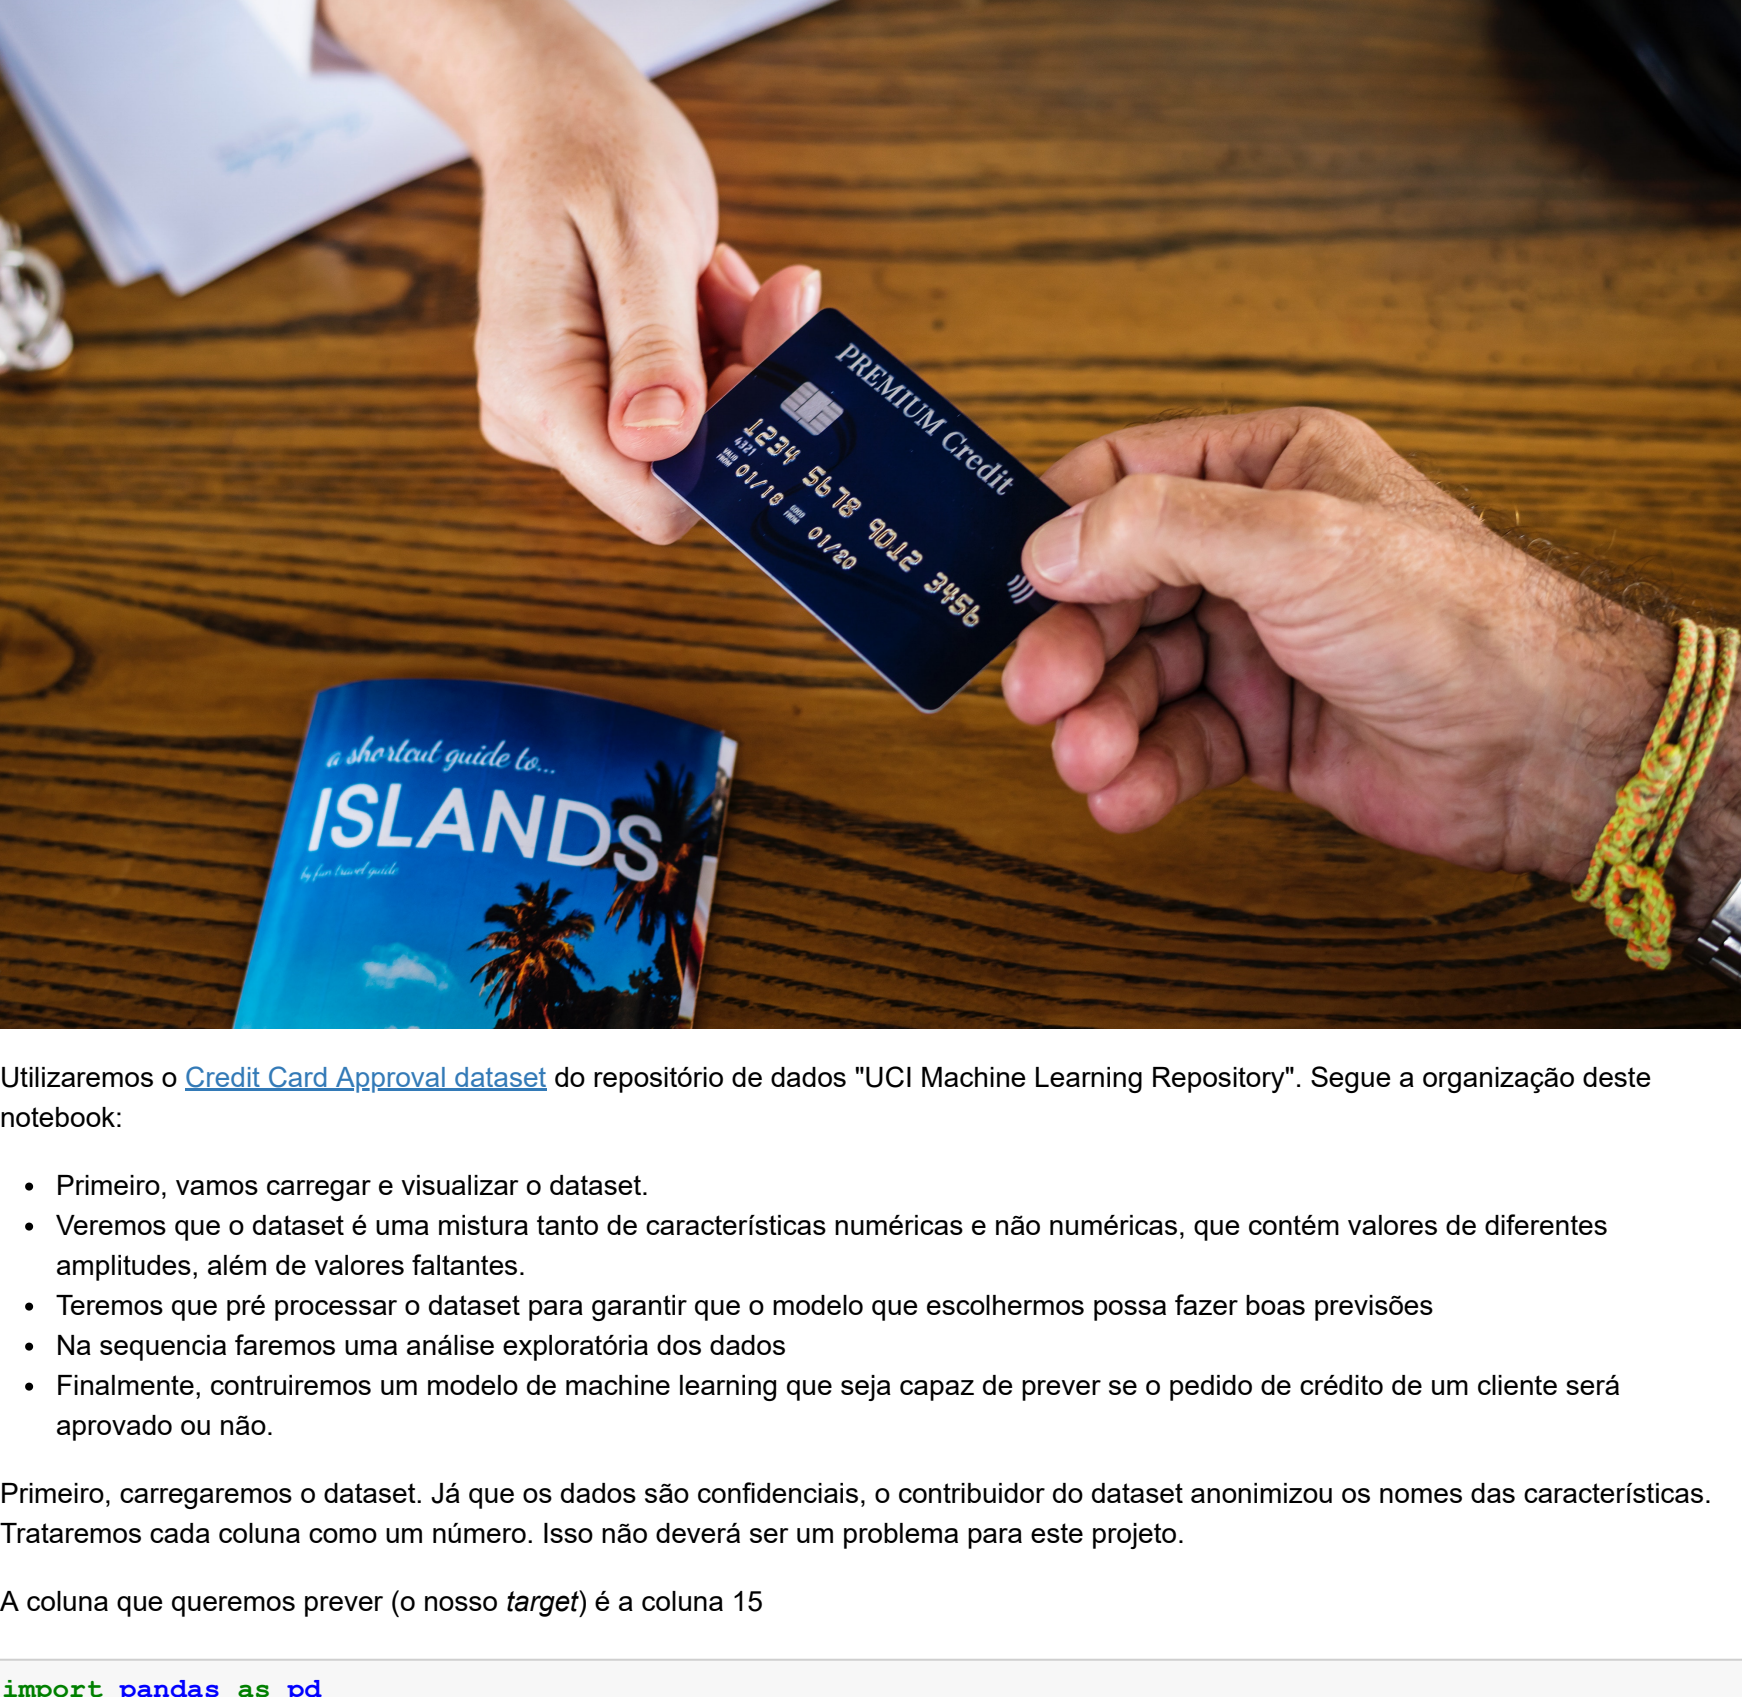 PREMIUM Credit
1234 5678 9012 3456
4321
VALID FROM 01/18 01/20
a shortcut guide to...
ISLANDS
by fun travel guide
Utilizaremos o Credit Card Approval dataset do repositório de dados "UCI Machine Learning Repository". Segue a organização deste
notebook:
Primeiro, vamos carregar e visualizar o dataset.
Veremos que o dataset é uma mistura tanto de características numéricas e não numéricas, que contém valores de diferentes
amplitudes, além de valores faltantes.
Teremos que pré processar o dataset para garantir que o modelo que escolhermos possa fazer boas previsões
Na sequencia faremos uma análise exploratória dos dados
Finalmente, contruiremos um modelo de machine learning que seja capaz de prever se o pedido de crédito de um cliente será
aprovado ou não.
Primeiro, carregaremos o dataset. Já que os dados são confidenciais, o contribuidor do dataset anonimizou os nomes das características.
Trataremos cada coluna como um número. Isso não deverá ser um problema para este projeto.
A coluna que queremos prever (o nosso target) é a coluna 15
import pandas as pd